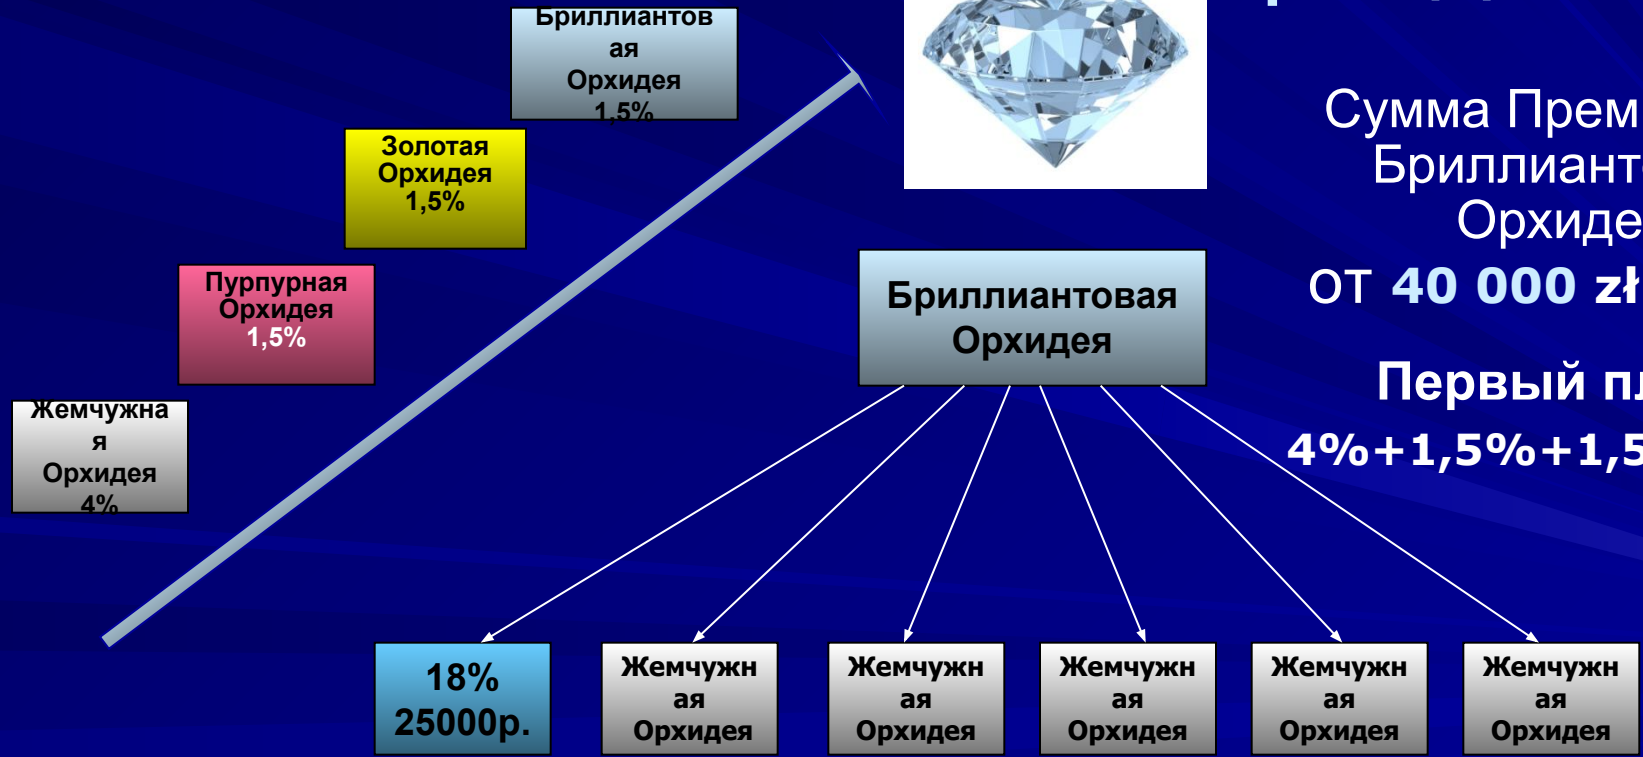 Бриллиантов
ая
Орхидея
1,5%
Золотая
Орхидея
1,5%
Пурпурная
Орхидея
1,5%
Жемчужна
я
Орхидея
4%
Сумма Прем
Бриллиант
Орхиде
от 40 000 zł
Первый пл
4%+1,5%+1,5
Бриллиантовая
Орхидея
18%
25000р.
Жемчужн
ая
Орхидея
Жемчужн
ая
Орхидея
Жемчужн
ая
Орхидея
Жемчужн
ая
Орхидея
Жемчужн
ая
Орхидея